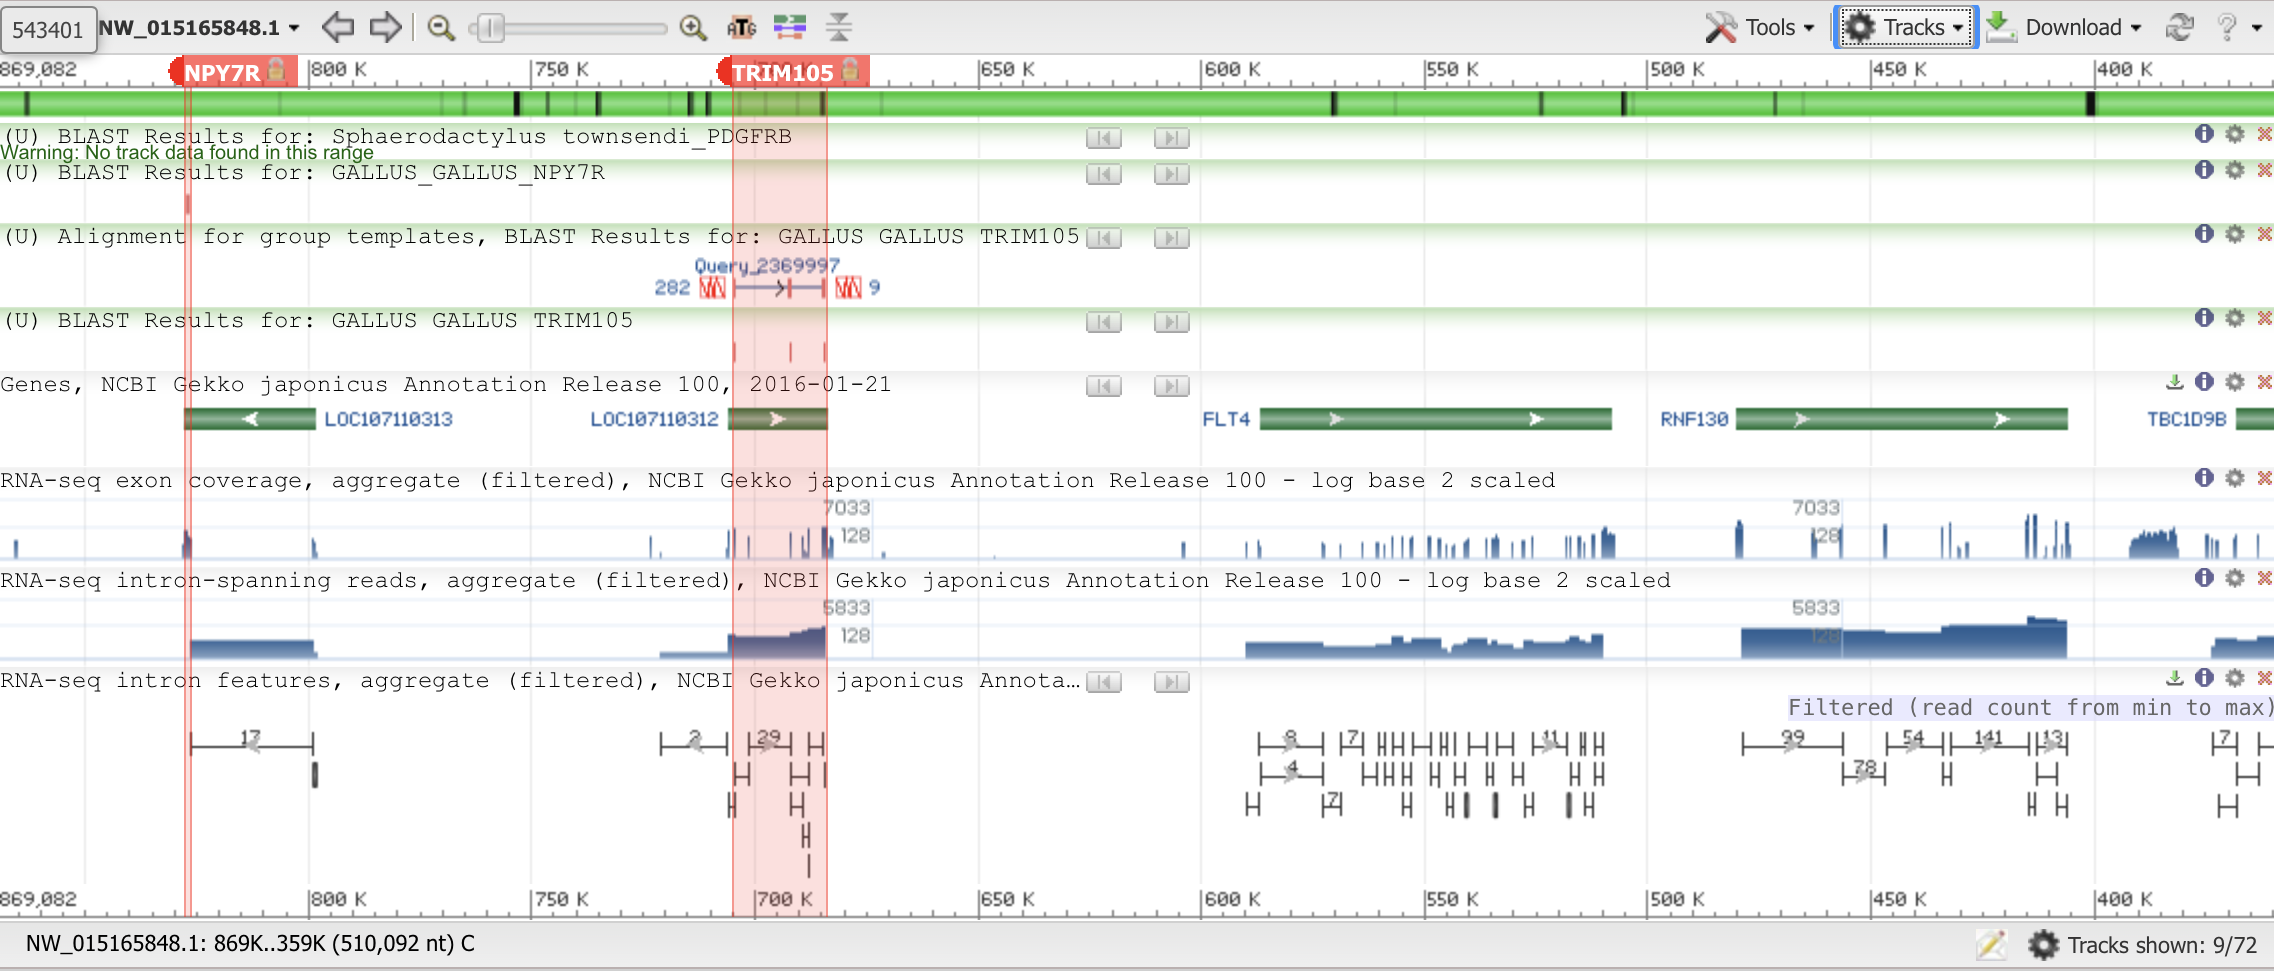 543401 NW_015165848.1 Tools Tracks Download ?
869,082 NPY7R 800 K 750 K TRIM105 650 K 600 K 550 K 500 K 450 K 400 K
(U) BLAST Results for: Sphaerodactylus townsendi_PDGFRB
Warning: No track data found in this range
(U) BLAST Results for: GALLUS_GALLUS_NPY7R
(U) Alignment for group templates, BLAST Results for: GALLUS GALLUS TRIM105
Query_2369997
282 9
(U) BLAST Results for: GALLUS GALLUS TRIM105
Genes, NCBI Gekko japonicus Annotation Release 100, 2016-01-21
LOC107110313 LOC107110312 FLT4 RNF130 TBC1D9B
RNA-seq exon coverage, aggregate (filtered), NCBI Gekko japonicus Annotation Release 100 - log base 2 scaled
7033 7033
128 128
RNA-seq intron-spanning reads, aggregate (filtered), NCBI Gekko japonicus Annotation Release 100 - log base 2 scaled
5833 5833
128 128
RNA-seq intron features, aggregate (filtered), NCBI Gekko japonicus Annota…
Filtered (read count from min to max)
17 2 29 8 7 11 99 54 141 13 7
4 78
7
869,082 800 K 750 K 700 K 650 K 600 K 550 K 500 K 450 K 400 K
NW_015165848.1: 869K..359K (510,092 nt) C Tracks shown: 9/72